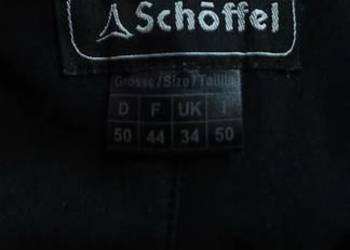 Schöffel
Grösse/Size/Taille
D F UK I
50 44 34 50